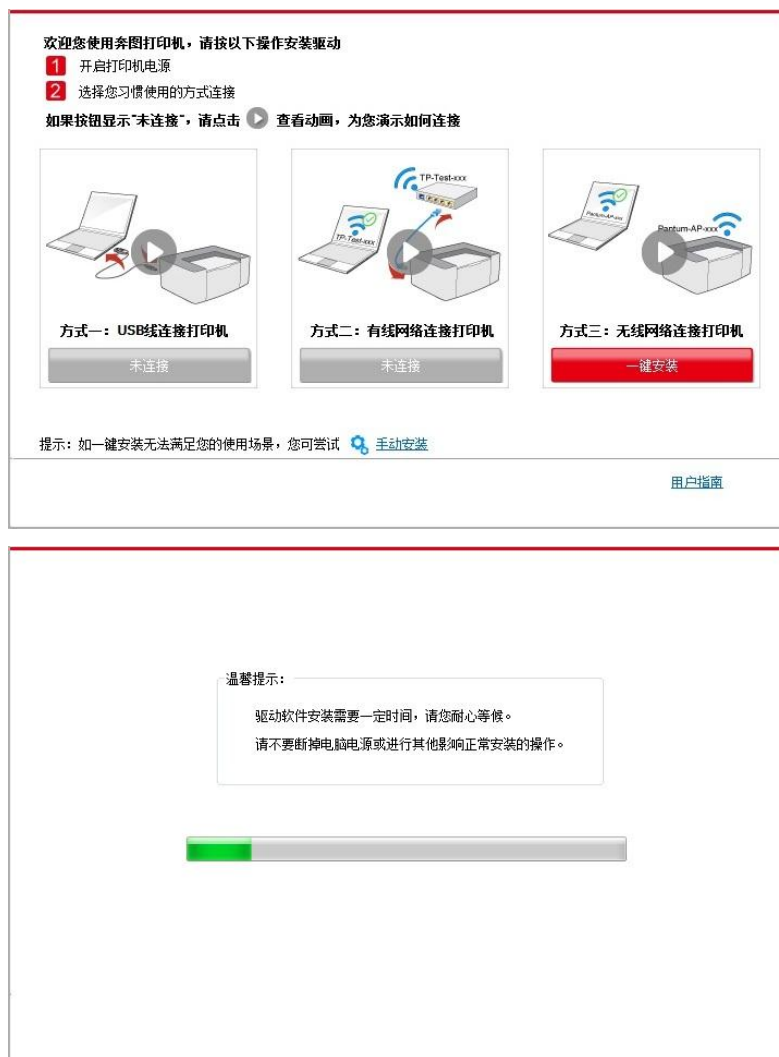 欢迎您使用奔图打印机，请按以下操作安装驱动
1 开启打印机电源
2 选择您习惯使用的方式连接
如果按钮显示"未连接"，请点击 查看动画，为您演示如何连接
TP-Test-xxx
TP-Test-xxx
Pantum-AP-xxx
Pantum-AP-xxx
方式一：USB线连接打印机
方式二：有线网络连接打印机
方式三：无线网络连接打印机
未连接
未连接
一键安装
提示：如一键安装无法满足您的使用场景，您可尝试 手动安装
用户指南
温馨提示：
驱动软件安装需要一定时间，请您耐心等候。
请不要断掉电脑电源或进行其他影响正常安装的操作。